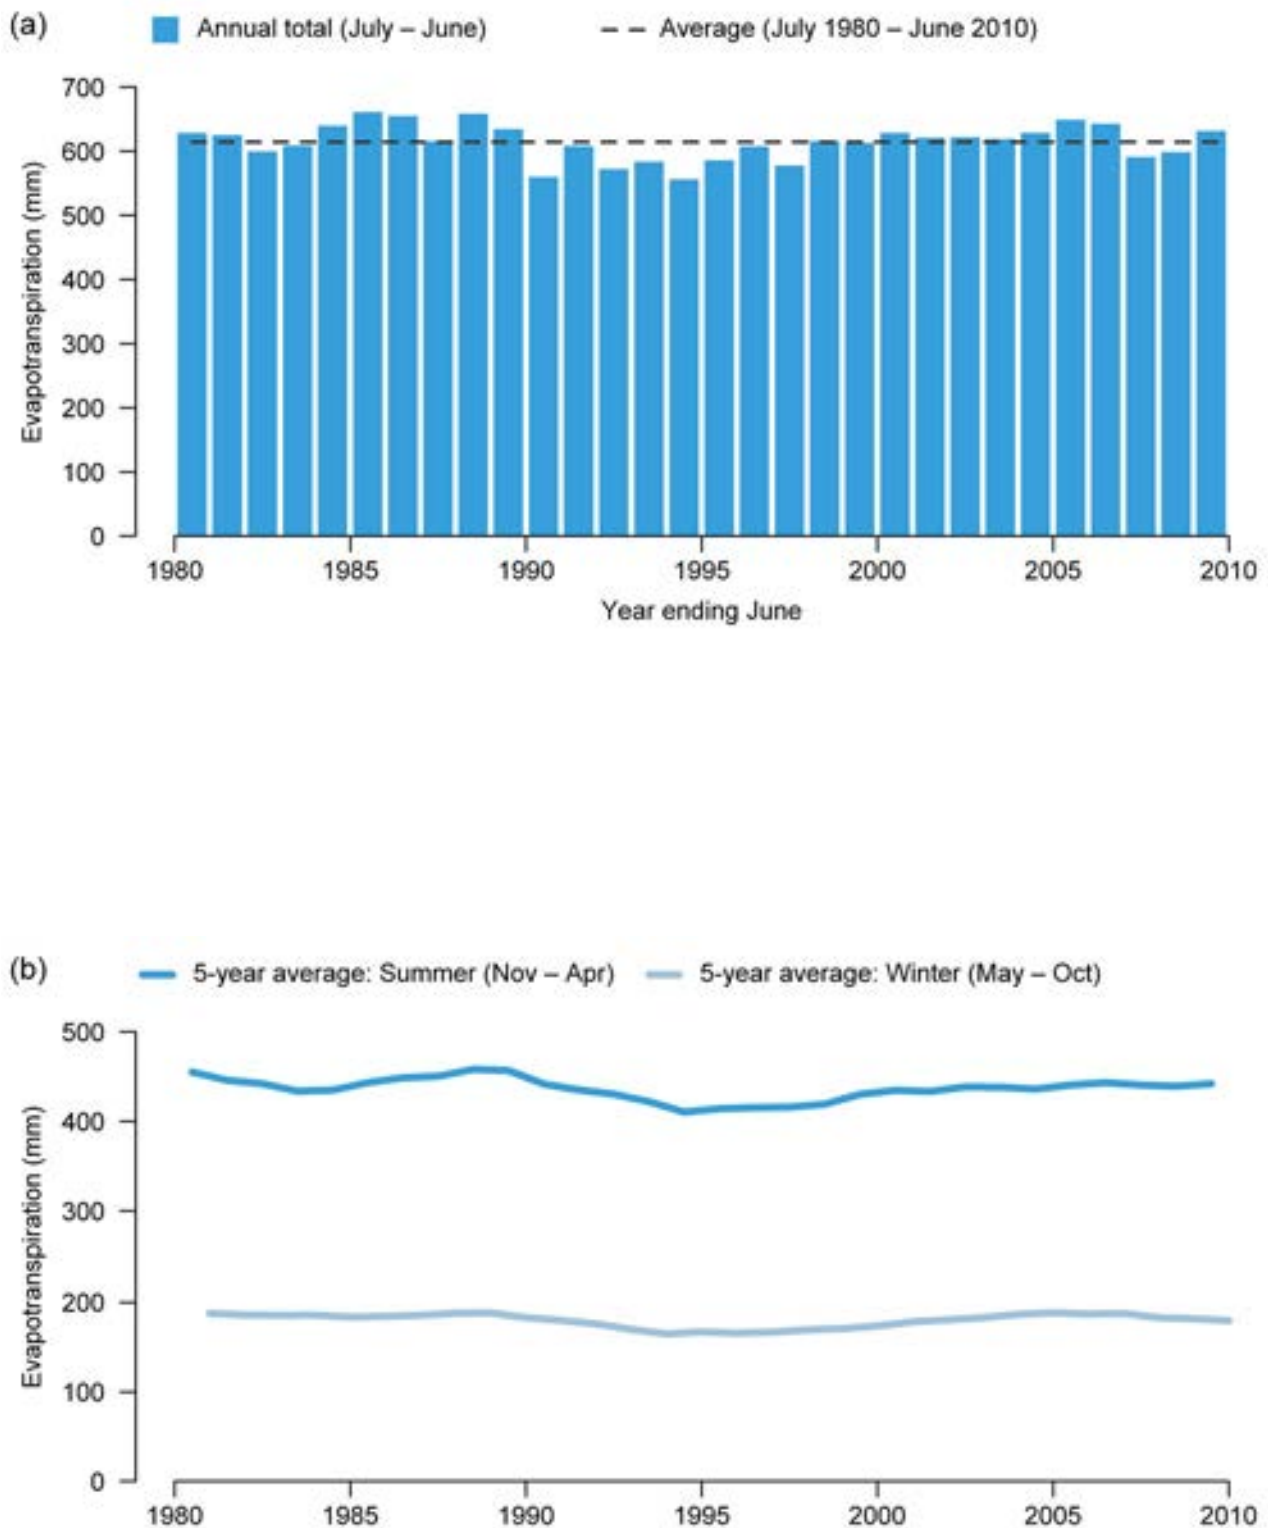 (a)
Annual total (July – June)
Average (July 1980 – June 2010)
Evapotranspiration (mm)
700
600
500
400
300
200
100
0
1980 1985 1990 1995 2000 2005 2010
Year ending June
(b)
5-year average: Summer (Nov – Apr)
5-year average: Winter (May – Oct)
Evapotranspiration (mm)
500
400
300
200
100
0
1980 1985 1990 1995 2000 2005 2010